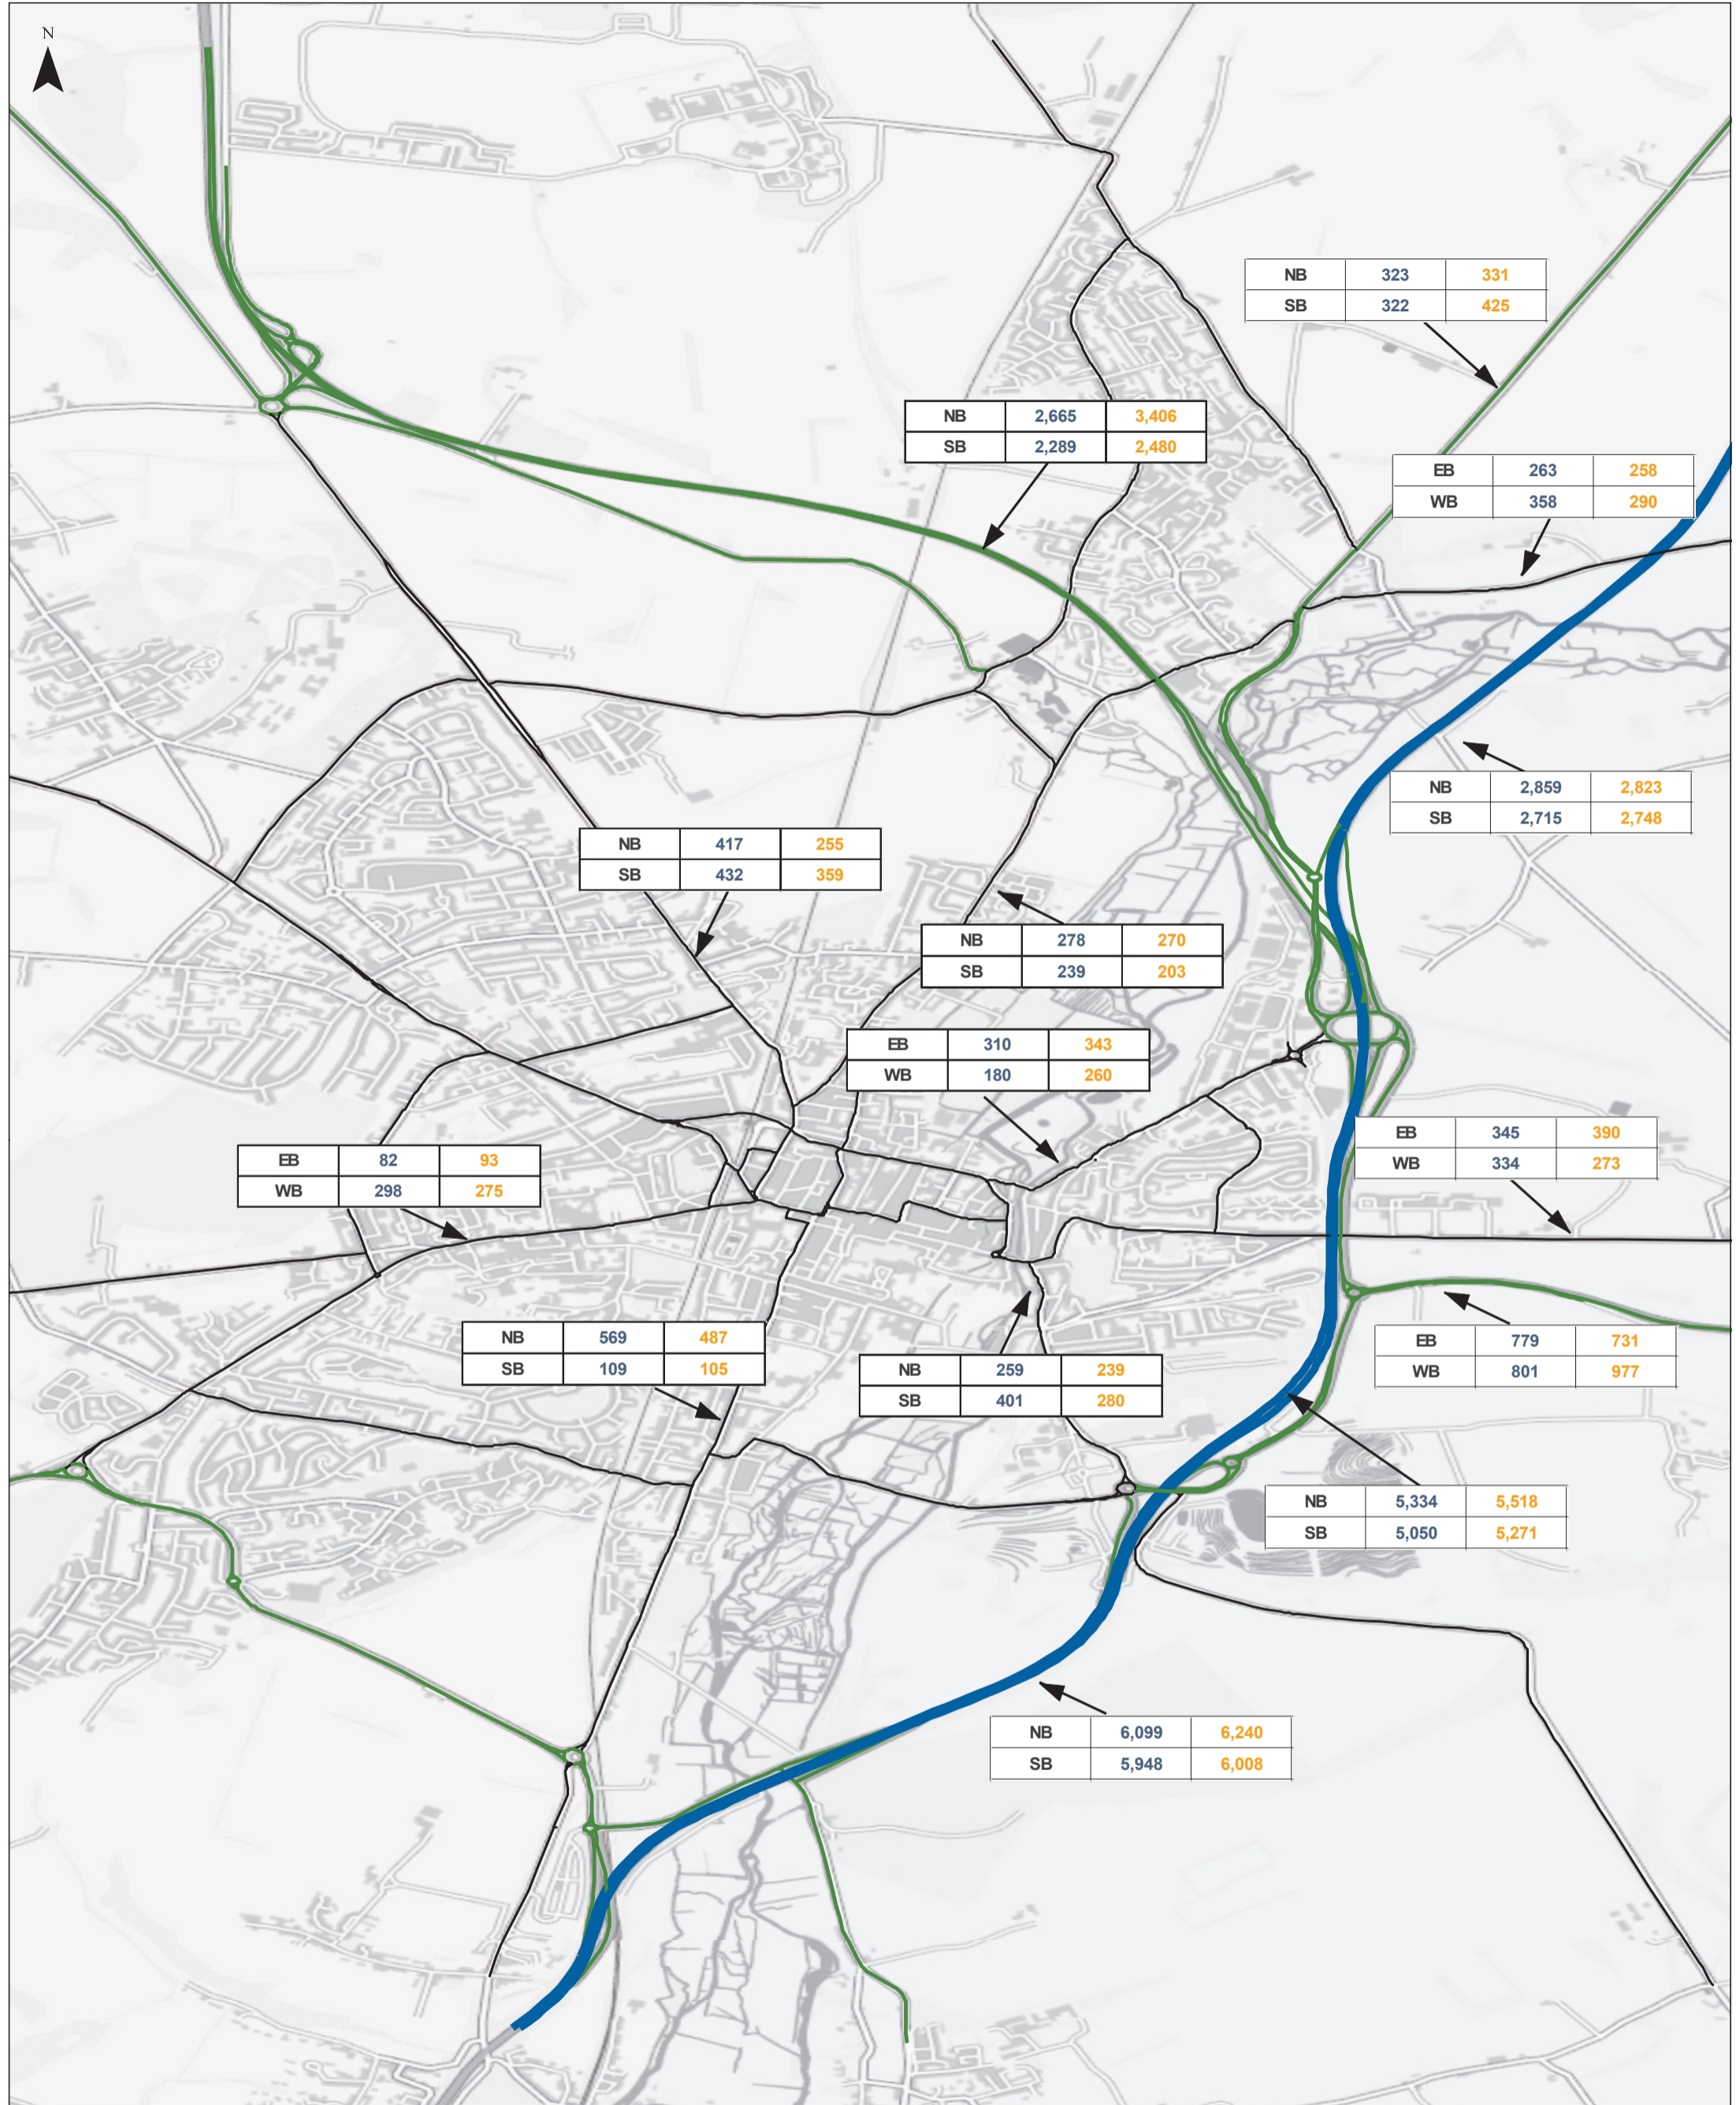 N
NB 323 331
SB 322 425
NB 2,665 3,406
SB 2,289 2,480
EB 263 258
WB 358 290
NB 2,859 2,823
SB 2,715 2,748
NB 417 255
SB 432 359
NB 278 270
SB 239 203
EB 310 343
WB 180 260
EB 345 390
WB 334 273
EB 82 93
WB 298 275
NB 569 487
SB 109 105
NB 259 239
SB 401 280
EB 779 731
WB 801 977
NB 5,334 5,518
SB 5,050 5,271
NB 6,099 6,240
SB 5,948 6,008